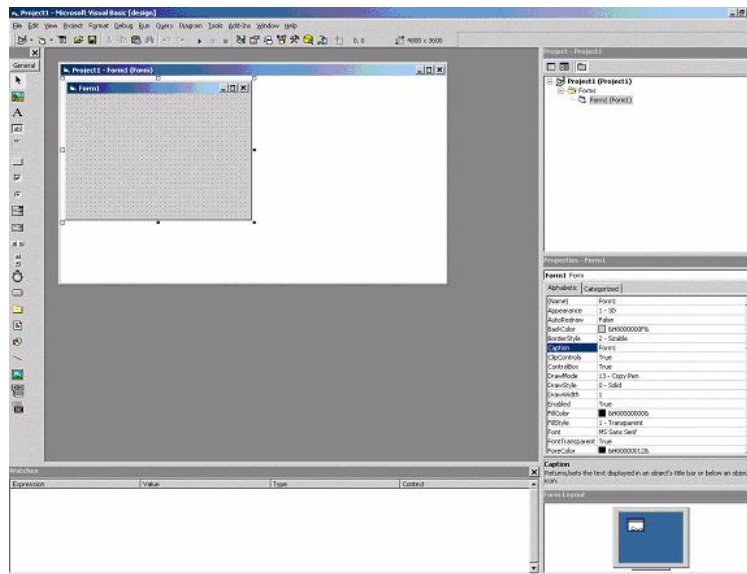 Project1 - Microsoft Visual Basic [design]
File Edit View Project Format Debug Run Query Diagram Tools Add-Ins Window Help
0, 0 4800 x 3600
General
A
Project1 - Form1 (Form)
Form1
Project - Project1
Project1 (Project1)
Forms
Form1 (Form1)
Properties - Form1
Form1 Form
Alphabetic Categorized
(Name) Form1
Appearance 1 - 3D
AutoRedraw False
BackColor &H8000000F&
BorderStyle 2 - Sizable
Caption Form1
ClipControls True
ControlBox True
DrawMode 13 - Copy Pen
DrawStyle 0 - Solid
DrawWidth 1
Enabled True
FillColor &H00000000&
FillStyle 1 - Transparent
Font MS Sans Serif
FontTransparent True
ForeColor &H80000012&
Caption
Returns/sets the text displayed in an object's title bar or below an object's
icon.
Watches
Expression Value Type Context
Form Layout